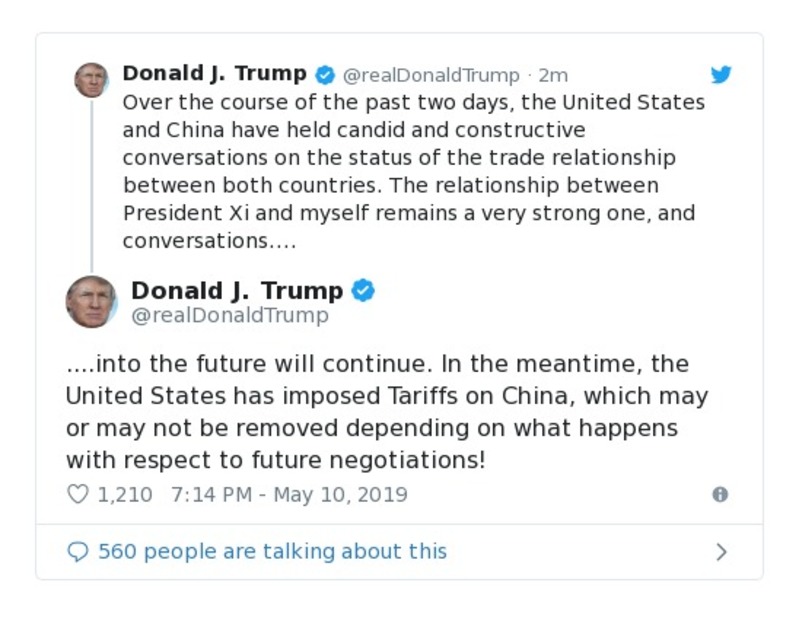 Donald J. Trump @realDonaldTrump · 2m
Over the course of the past two days, the United States
and China have held candid and constructive
conversations on the status of the trade relationship
between both countries. The relationship between
President Xi and myself remains a very strong one, and
conversations....
Donald J. Trump
@realDonaldTrump
....into the future will continue. In the meantime, the
United States has imposed Tariffs on China, which may
or may not be removed depending on what happens
with respect to future negotiations!
1,210 7:14 PM - May 10, 2019
560 people are talking about this